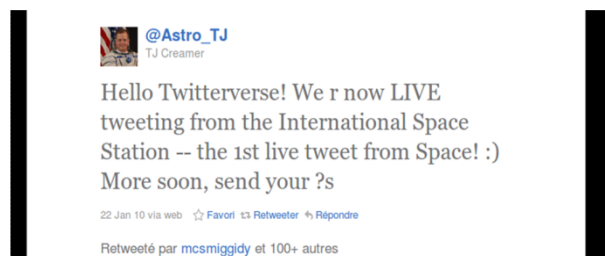 @Astro_TJ
TJ Creamer
Hello Twitterverse! We r now LIVE
tweeting from the International Space
Station -- the 1st live tweet from Space! :)
More soon, send your ?s
22 Jan 10 via web Favori Retweeter Répondre
Retweeté par mcsmiggidy et 100+ autres